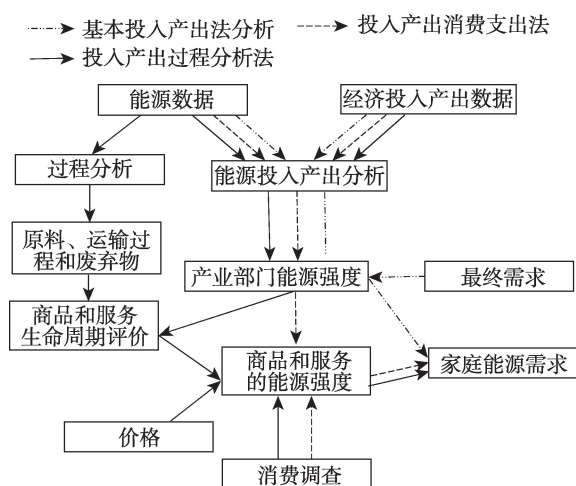 基本投入产出法分析
投入产出消费支出法
投入产出过程分析法
能源数据
经济投入产出数据
过程分析
能源投入产出分析
原料、运输过
程和废弃物
产业部门能源强度
最终需求
商品和服务
生命周期评价
商品和服务
的能源强度
家庭能源需求
价格
消费调查